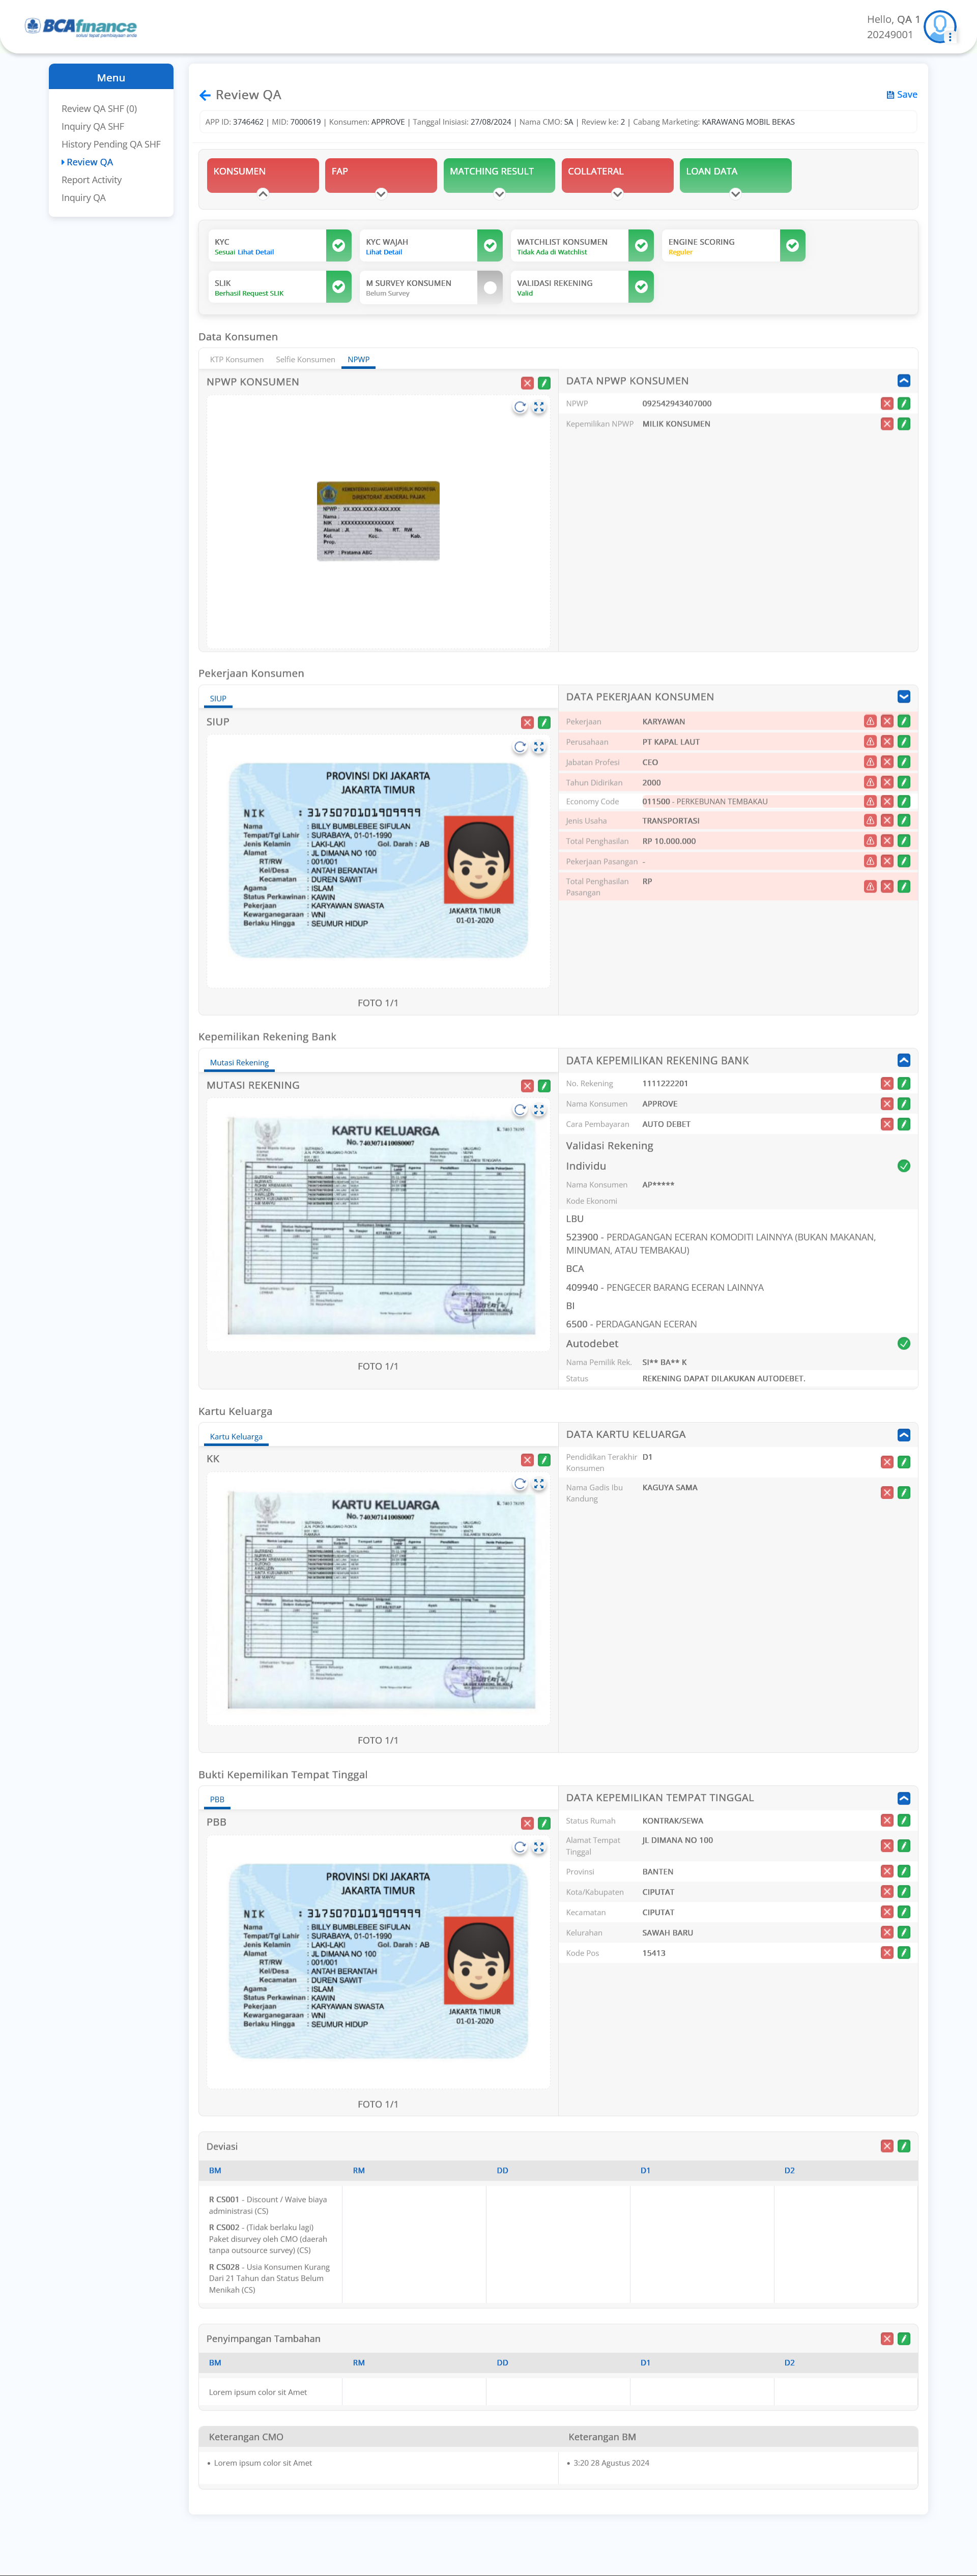 BCAfinance
solusi tepat pembiayaan anda
Hello, QA 1
20249001
Menu
Review QA SHF (0)
Inquiry QA SHF
History Pending QA SHF
Review QA
Report Activity
Inquiry QA
Review QA
Save
APP ID: 3746462 | MID: 7000619 | Konsumen: APPROVE | Tanggal Inisiasi: 27/08/2024 | Nama CMO: SA | Review ke: 2 | Cabang Marketing: KARAWANG MOBIL BEKAS
KONSUMEN
FAP
MATCHING RESULT
COLLATERAL
LOAN DATA
KYC
Sesuai Lihat Detail
KYC WAJAH
Lihat Detail
WATCHLIST KONSUMEN
Tidak Ada di Watchlist
ENGINE SCORING
Reguler
SLIK
Berhasil Request SLIK
M SURVEY KONSUMEN
Belum Survey
VALIDASI REKENING
Valid
Data Konsumen
KTP Konsumen Selfie Konsumen NPWP
NPWP KONSUMEN
KEMENTERIAN KEUANGAN REPUBLIK INDONESIA
DIREKTORAT JENDERAL PAJAK
NPWP : XX.XXX.XXX.X-XXX.XXX
Nama :
NIK : XXXXXXXXXXXXXXXX
Alamat : Jl. No. RT. RW.
Kel. Kec. Kab.
Prop.
KPP : Pratama ABC
DATA NPWP KONSUMEN
NPWP 092542943407000
Kepemilikan NPWP MILIK KONSUMEN
Pekerjaan Konsumen
SIUP
SIUP
PROVINSI DKI JAKARTA
JAKARTA TIMUR
NIK : 3175070101909999
Nama : BILLY BUMBLEBEE SIFULAN
Tempat/Tgl Lahir : SURABAYA, 01-01-1990
Jenis Kelamin : LAKI-LAKI Gol. Darah : AB
Alamat : JL DIMANA NO 100
RT/RW : 001/001
Kel/Desa : ANTAH BERANTAH
Kecamatan : DUREN SAWIT
Agama : ISLAM
Status Perkawinan : KAWIN
Pekerjaan : KARYAWAN SWASTA
Kewarganegaraan : WNI
Berlaku Hingga : SEUMUR HIDUP
JAKARTA TIMUR
01-01-2020
FOTO 1/1
DATA PEKERJAAN KONSUMEN
Pekerjaan KARYAWAN
Perusahaan PT KAPAL LAUT
Jabatan Profesi CEO
Tahun Didirikan 2000
Economy Code 011500 - PERKEBUNAN TEMBAKAU
Jenis Usaha TRANSPORTASI
Total Penghasilan RP 10.000.000
Pekerjaan Pasangan -
Total Penghasilan RP
Pasangan
Kepemilikan Rekening Bank
Mutasi Rekening
MUTASI REKENING
KARTU KELUARGA
No. 7403071410080007
FOTO 1/1
DATA KEPEMILIKAN REKENING BANK
No. Rekening 1111222201
Nama Konsumen APPROVE
Cara Pembayaran AUTO DEBET
Validasi Rekening
Individu
Nama Konsumen AP*****
Kode Ekonomi
LBU
523900 - PERDAGANGAN ECERAN KOMODITI LAINNYA (BUKAN MAKANAN,
MINUMAN, ATAU TEMBAKAU)
BCA
409940 - PENGECER BARANG ECERAN LAINNYA
BI
6500 - PERDAGANGAN ECERAN
Autodebet
Nama Pemilik Rek. SI** BA** K
Status REKENING DAPAT DILAKUKAN AUTODEBET.
Kartu Keluarga
Kartu Keluarga
KK
KARTU KELUARGA
No. 7403071410080007
FOTO 1/1
DATA KARTU KELUARGA
Pendidikan Terakhir D1
Konsumen
Nama Gadis Ibu KAGUYA SAMA
Kandung
Bukti Kepemilikan Tempat Tinggal
PBB
PBB
PROVINSI DKI JAKARTA
JAKARTA TIMUR
NIK : 3175070101909999
Nama : BILLY BUMBLEBEE SIFULAN
Tempat/Tgl Lahir : SURABAYA, 01-01-1990
Jenis Kelamin : LAKI-LAKI Gol. Darah : AB
Alamat : JL DIMANA NO 100
RT/RW : 001/001
Kel/Desa : ANTAH BERANTAH
Kecamatan : DUREN SAWIT
Agama : ISLAM
Status Perkawinan : KAWIN
Pekerjaan : KARYAWAN SWASTA
Kewarganegaraan : WNI
Berlaku Hingga : SEUMUR HIDUP
JAKARTA TIMUR
01-01-2020
FOTO 1/1
DATA KEPEMILIKAN TEMPAT TINGGAL
Status Rumah KONTRAK/SEWA
Alamat Tempat JL DIMANA NO 100
Tinggal
Provinsi BANTEN
Kota/Kabupaten CIPUTAT
Kecamatan CIPUTAT
Kelurahan SAWAH BARU
Kode Pos 15413
Deviasi
BM RM DD D1 D2
R CS001 - Discount / Waive biaya
administrasi (CS)
R CS002 - (Tidak berlaku lagi)
Paket disurvey oleh CMO (daerah
tanpa outsource survey) (CS)
R CS028 - Usia Konsumen Kurang
Dari 21 Tahun dan Status Belum
Menikah (CS)
Penyimpangan Tambahan
BM RM DD D1 D2
Lorem ipsum color sit Amet
Keterangan CMO Keterangan BM
• Lorem ipsum color sit Amet
• 3:20 28 Agustus 2024